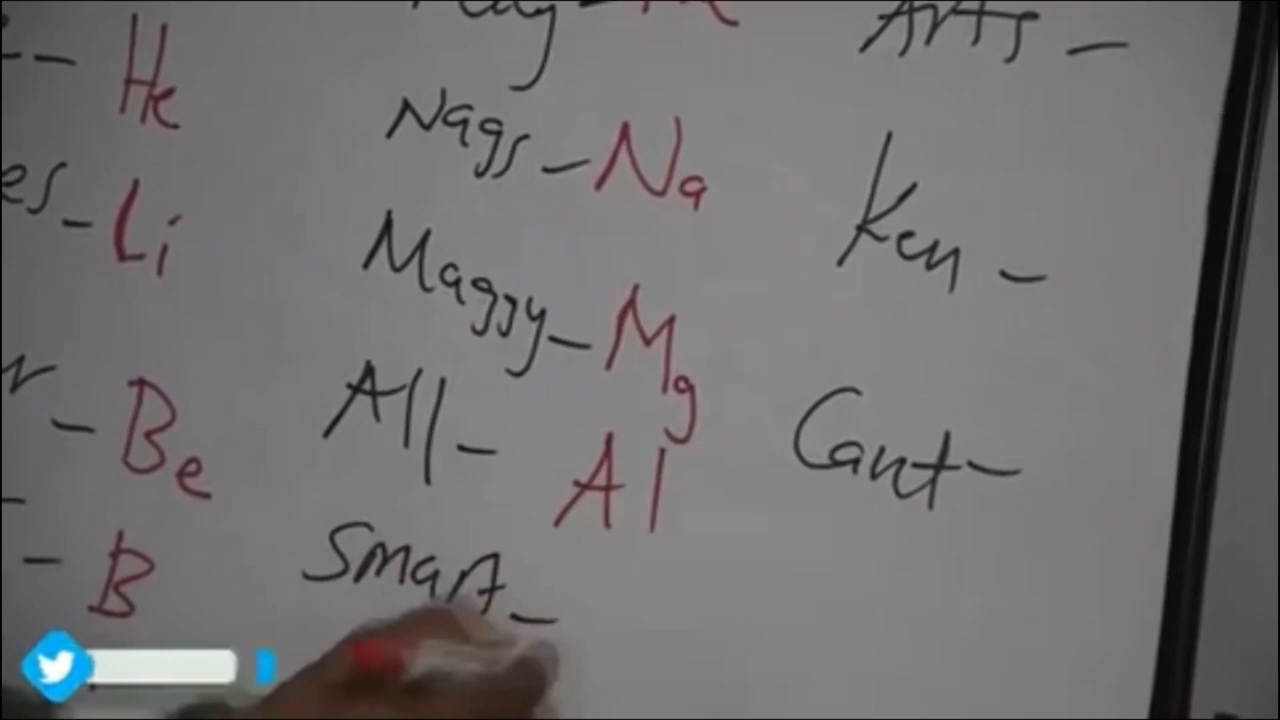 He
Li
Be
B
Nags - Na
Maggy - Mg
All - Al
Smart -
Arts -
Ken -
Cant -